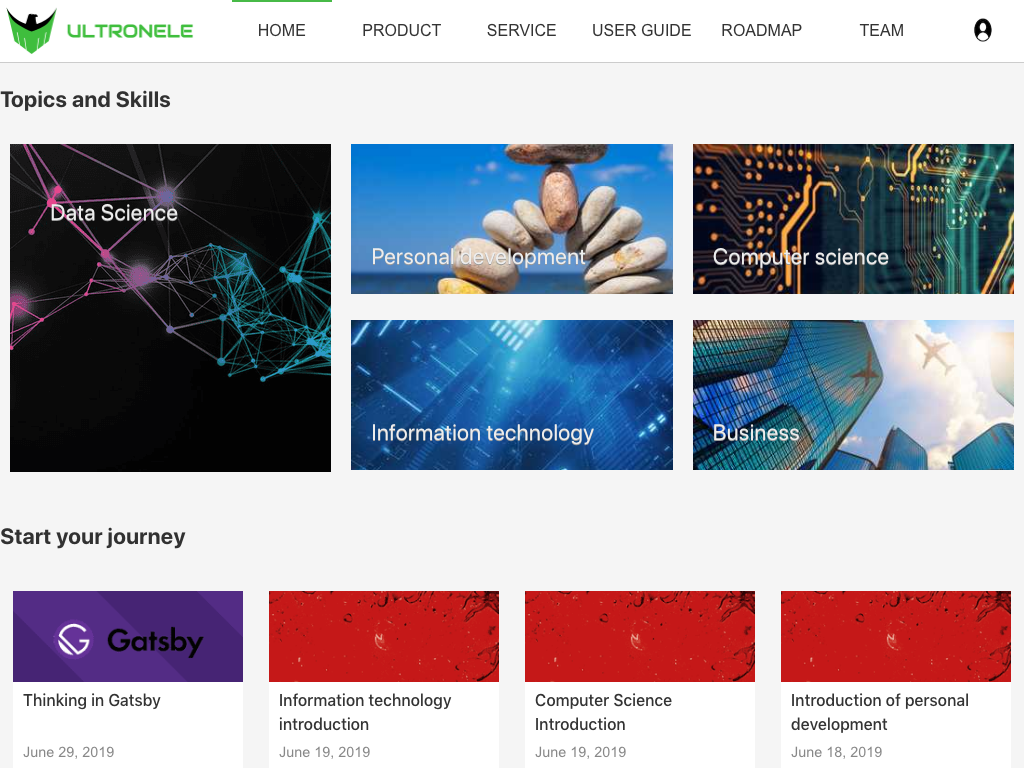 ULTRONELE
HOME
PRODUCT
SERVICE
USER GUIDE
ROADMAP
TEAM
Topics and Skills
Data Science
Personal development
Computer science
Information technology
Business
Start your journey
Gatsby
Thinking in Gatsby
June 29, 2019
Information technology
introduction
June 19, 2019
Computer Science
Introduction
June 19, 2019
Introduction of personal
development
June 18, 2019